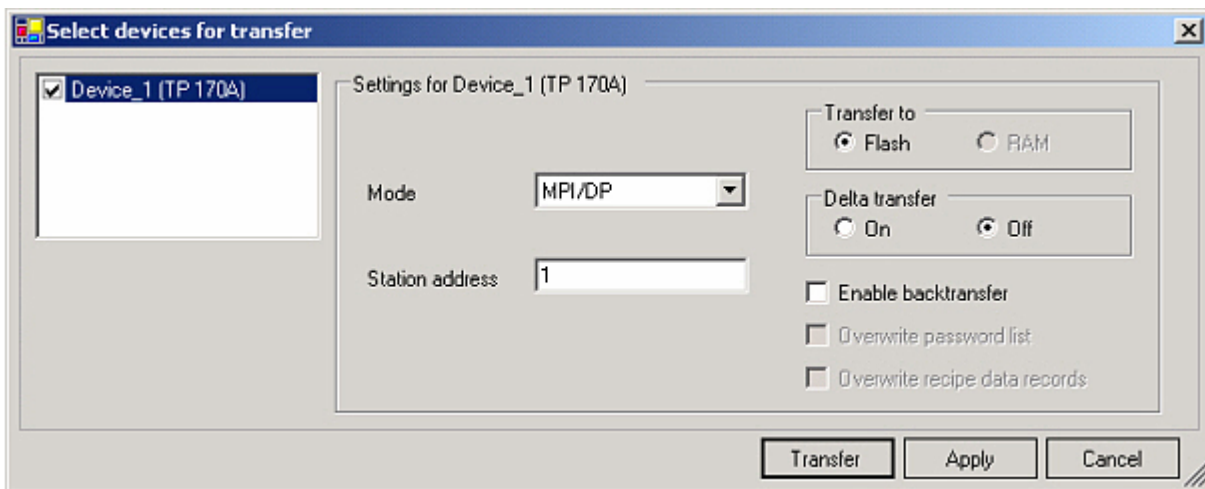 Select devices for transfer
Device_1 (TP 170A)
Settings for Device_1 (TP 170A)
Mode
MPI/DP
Station address
1
Transfer to
Flash RAM
Delta transfer
On Off
Enable backtransfer
Overwrite password list
Overwrite recipe data records
Transfer Apply Cancel